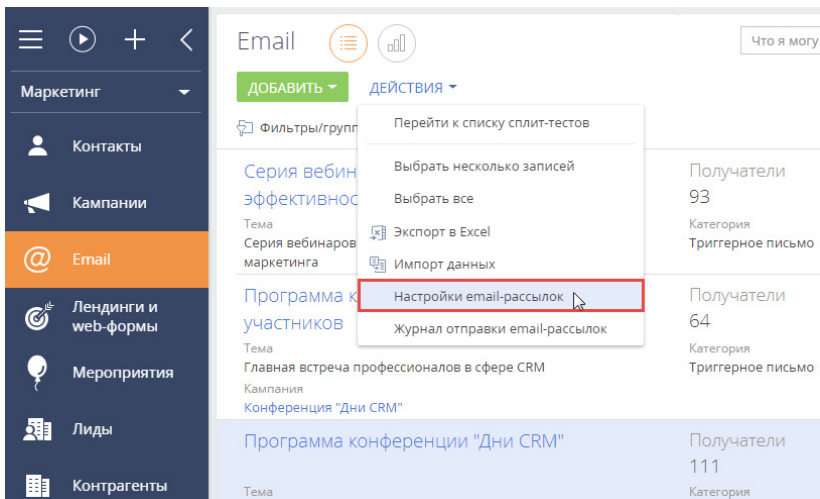 Email
Что я могу
Маркетинг
ДОБАВИТЬ
ДЕЙСТВИЯ
Фильтры/групп
Перейти к списку сплит-тестов
Выбрать несколько записей
Выбрать все
Экспорт в Excel
Импорт данных
Настройки email-рассылок
Журнал отправки email-рассылок
Контакты
Кампании
Email
Лендинги и
web-формы
Мероприятия
Лиды
Контрагенты
Серия вебин
эффективнос
Тема
Серия вебинаров
маркетинга
Получатели
93
Категория
Триггерное письмо
Программа к
участников
Тема
Главная встреча профессионалов в сфере CRM
Кампания
Конференция "Дни CRM"
Получатели
64
Категория
Триггерное письмо
Программа конференции "Дни CRM"
Тема
Получатели
111
Категория